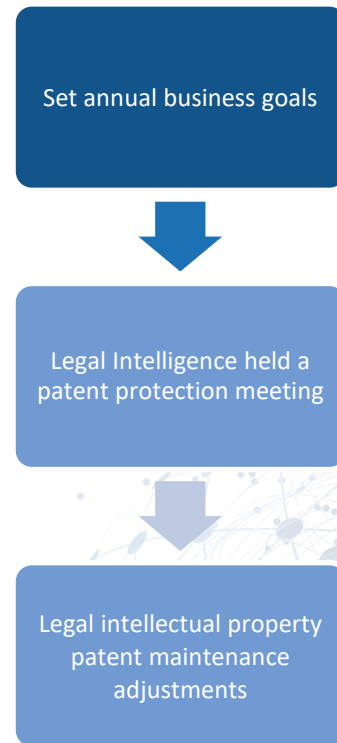 Set annual business goals
Legal Intelligence held a
patent protection meeting
Legal intellectual property
patent maintenance
adjustments